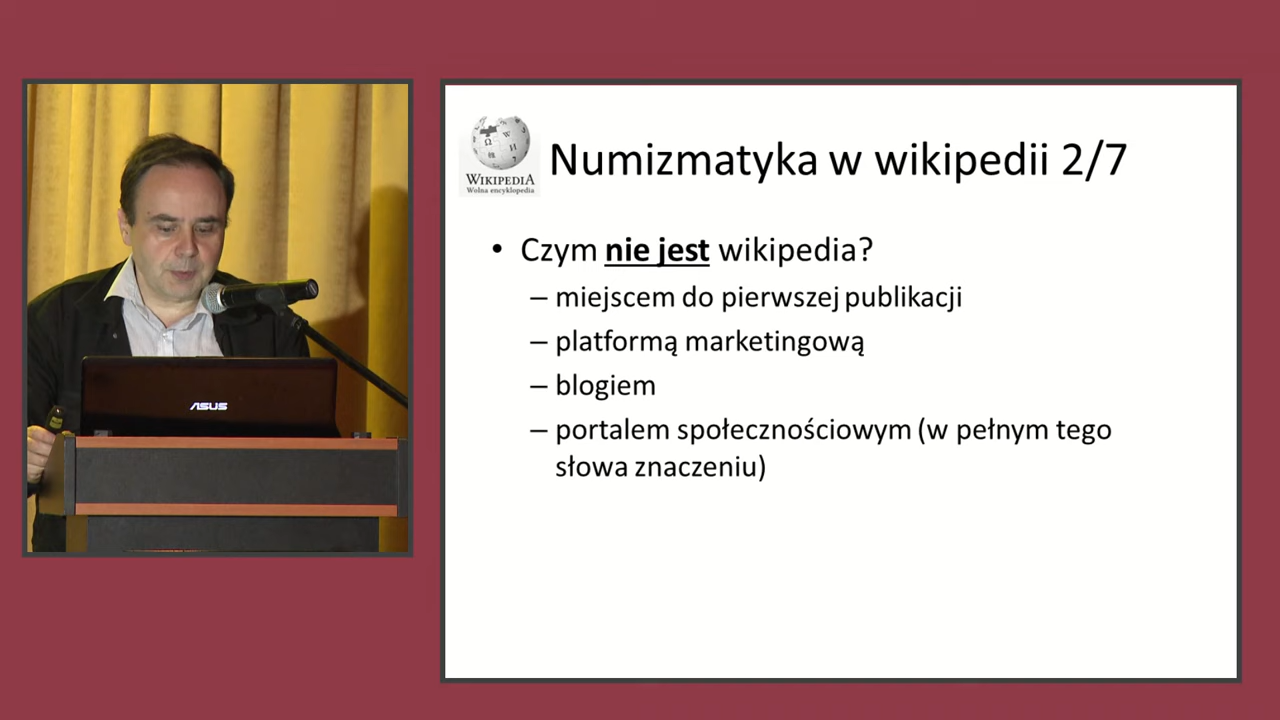 ASUS
WIKIPEDIA
Wolna encyklopedia
Numizmatyka w wikipedii 2/7
• Czym nie jest wikipedia?
– miejscem do pierwszej publikacji
– platformą marketingową
– blogiem
– portalem społecznościowym (w pełnym tego
słowa znaczeniu)